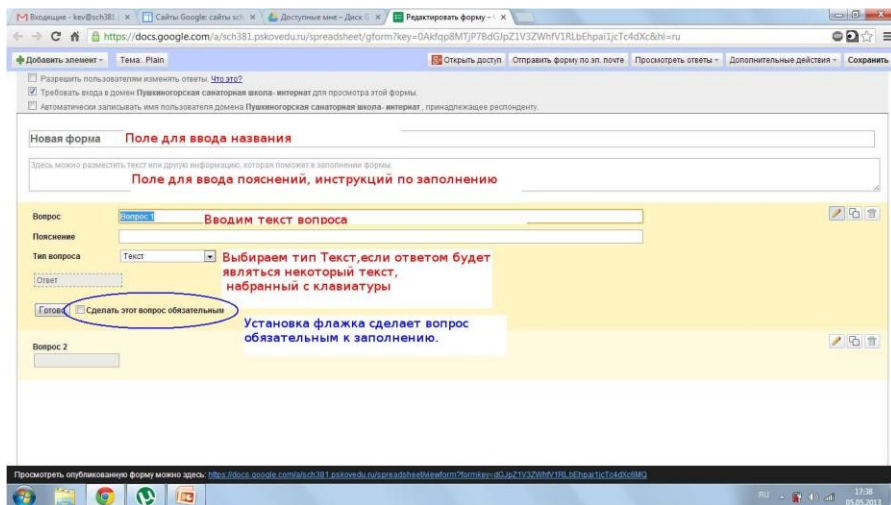 Входящие - kev@sch381.
Сайты Google: сайты sch
Доступные мне – Диск G
Редактировать форму –
https://docs.google.com/a/sch381.pskovedu.ru/spreadsheet/gform?key=0Akfqp8MTjP7BdGJpZ1V3ZWhfV1RLbEhpai1jcTc4dXc&hl=ru
Добавить элемент
Тема: Plain
Открыть доступ
Отправить форму по эл. почте
Просмотреть ответы
Дополнительные действия
Сохранить
Разрешить пользователям изменять ответы. Что это?
Требовать входа в домен Пушкиногорская санаторная школа- интернат для просмотра этой формы.
Автоматически записывать имя пользователя домена Пушкиногорская санаторная школа- интернат , принадлежащее респонденту.
Новая форма
Поле для ввода названия
Здесь можно разместить текст или другую информацию, которая поможет в заполнении формы.
Поле для ввода пояснений, инструкций по заполнению
Вопрос
Вопрос 1
Вводим текст вопроса
Пояснение
Тип вопроса
Текст
Выбираем тип Текст,если ответом будет
являться некоторый текст,
набранный с клавиатуры
Ответ
Готово
Сделать этот вопрос обязательным
Установка флажка сделает вопрос
обязательным к заполнению.
Вопрос 2
Просмотреть опубликованную форму можно здесь:
RU
17:38
05.05.2013